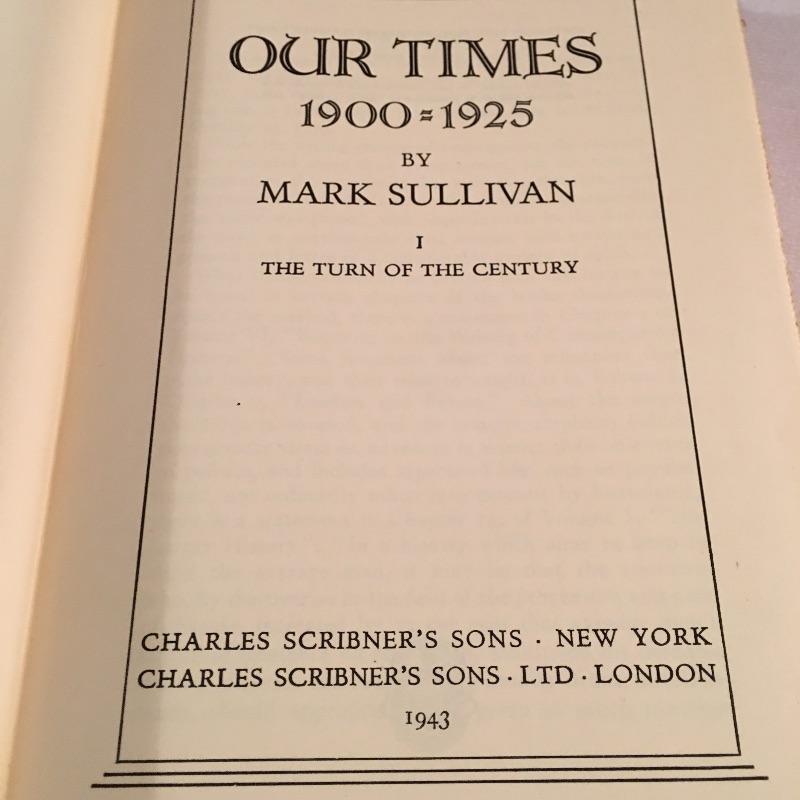 OUR TIMES
1900=1925
BY
MARK SULLIVAN
I
THE TURN OF THE CENTURY
CHARLES SCRIBNER'S SONS · NEW YORK
CHARLES SCRIBNER'S SONS · LTD · LONDON
1943